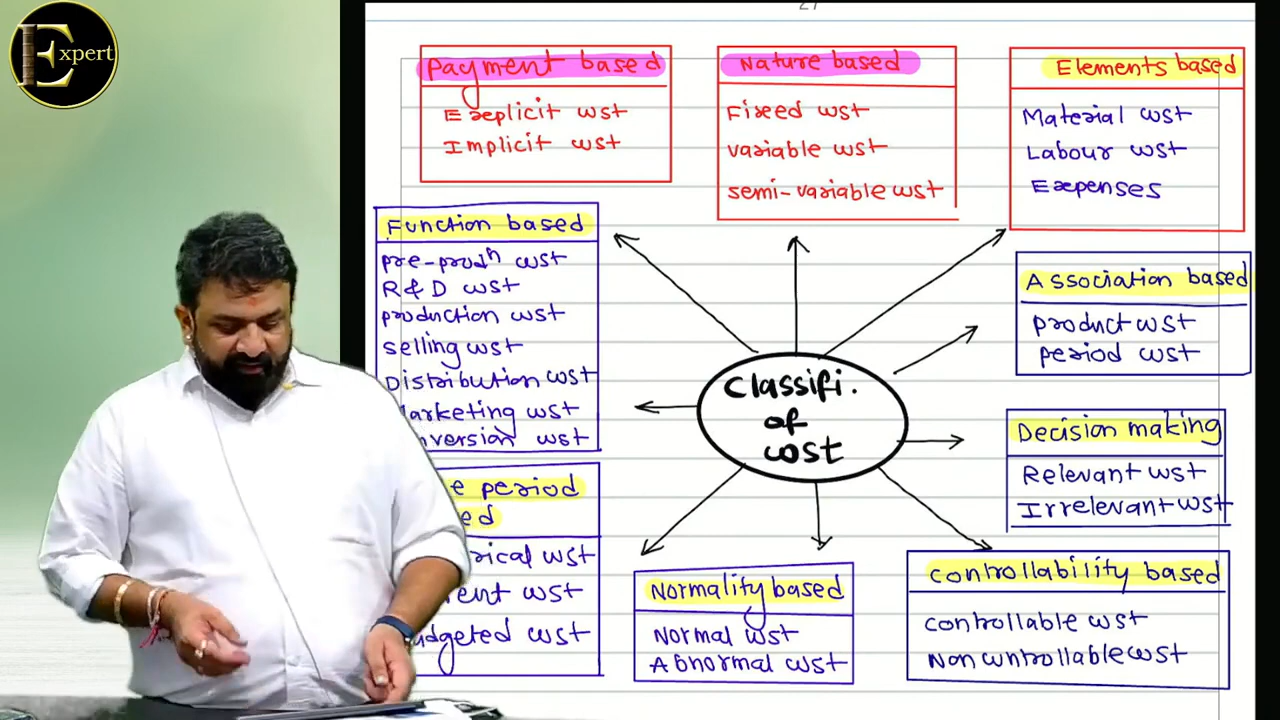 Expert
Payment based
Explicit cost
Implicit cost
Nature based
Fixed cost
variable cost
semi-variable cost
Elements based
Material cost
Labour cost
Expenses
Function based
pre-prodn cost
R & D cost
production cost
selling cost
Distribution cost
arketing cost
version cost
Association based
product cost
period cost
Classifi.
of
cost
Decision making
Relevant cost
Irrelevant cost
period
ed
rical cost
rent cost
udgeted cost
Normality based
Normal cost
Abnormal cost
Controllability based
controllable cost
Non controllable cost